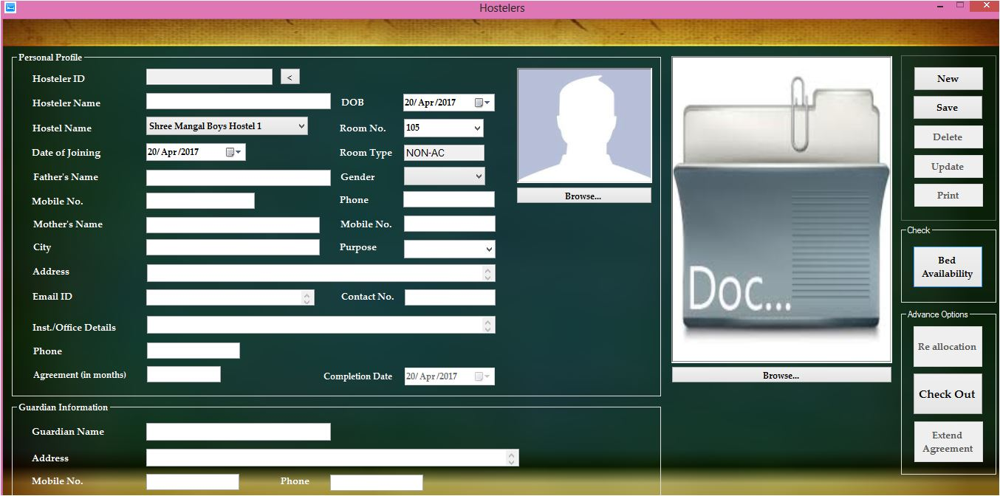 Hostelers
Personal Profile
Hosteler ID <
Hosteler Name DOB 20/ Apr /2017
Hostel Name Shree Mangal Boys Hostel 1 Room No. 105
Date of Joining 20/ Apr /2017 Room Type NON-AC
Father's Name Gender
Mobile No. Phone
Browse...
Mother's Name Mobile No.
City Purpose
Address
Email ID Contact No.
Inst./Office Details
Phone
Agreement (in months) Completion Date 20/ Apr /2017
Guardian Information
Guardian Name
Address
Mobile No. Phone
Doc...
Browse...
New
Save
Delete
Update
Print
Check
Bed
Availability
Advance Options
Re allocation
Check Out
Extend
Agreement